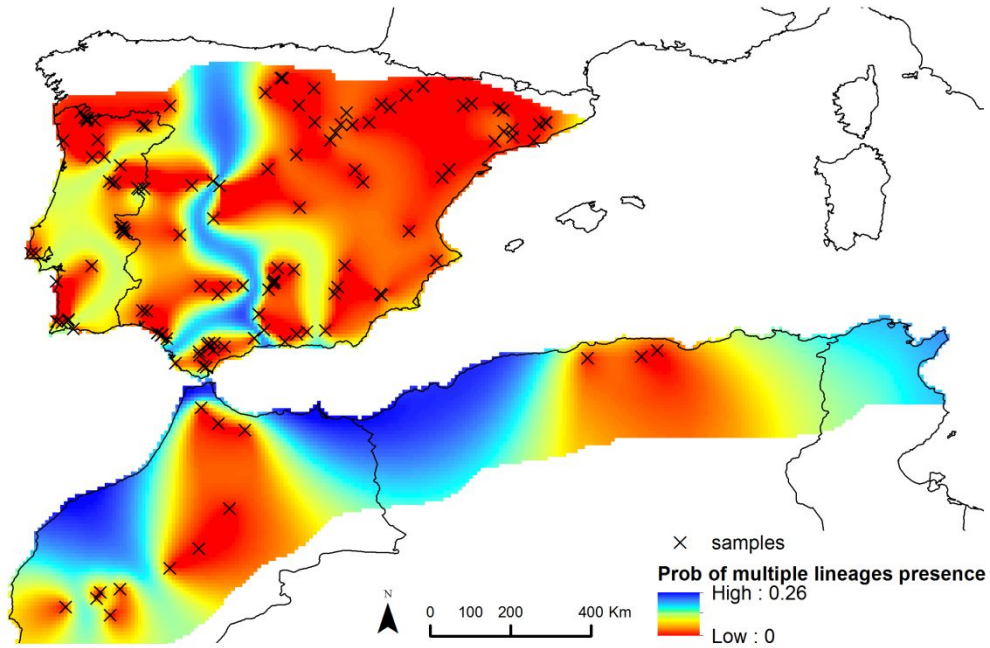 samples
Prob of multiple lineages presence
High : 0.26
Low : 0
N
0 100 200 400 Km